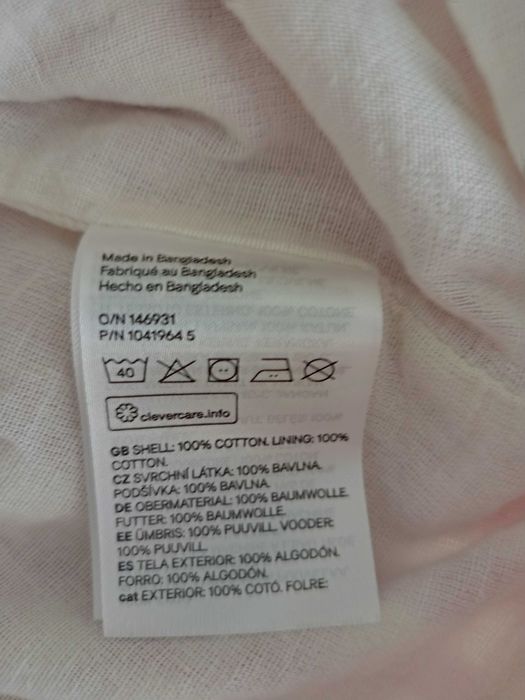 Made in Bangladesh
Fabriqué au Bangladesh
Hecho en Bangladesh
O/N 146931
P/N 1041964 5
40
clevercare.info
GB SHELL: 100% COTTON. LINING: 100%
COTTON.
CZ SVRCHNÍ LÁTKA: 100% BAVLNA.
PODŠÍVKA: 100% BAVLNA.
DE OBERMATERIAL: 100% BAUMWOLLE.
FUTTER: 100% BAUMWOLLE.
EE ÜMBRIS: 100% PUUVILL. VOODER:
100% PUUVILL.
ES TELA EXTERIOR: 100% ALGODÓN.
FORRO: 100% ALGODÓN.
cat EXTERIOR: 100% COTÓ. FOLRE: